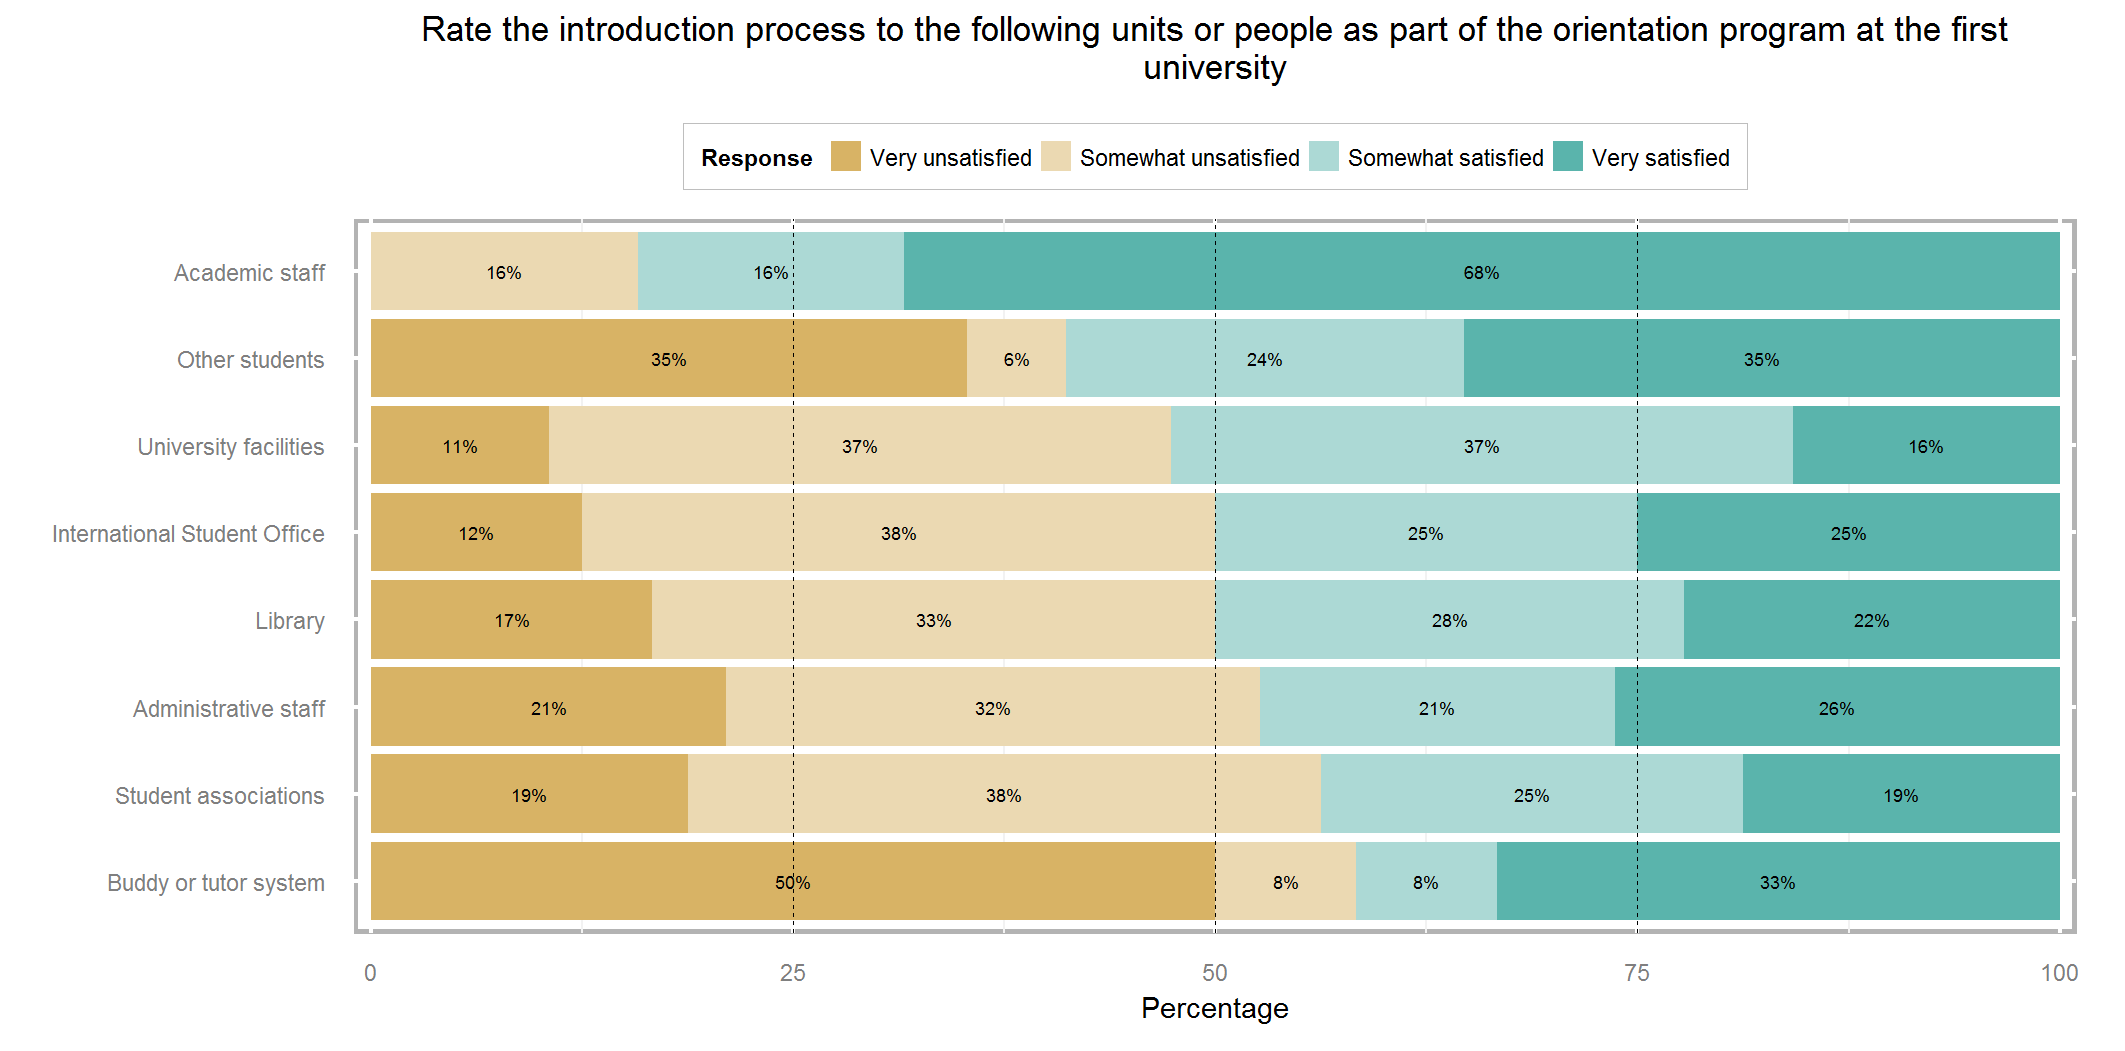 Rate the introduction process to the following units or people as part of the orientation program at the first
university
Response Very unsatisfied Somewhat unsatisfied Somewhat satisfied Very satisfied
Academic staff 16% 16% 68%
Other students 35% 6% 24% 35%
University facilities 11% 37% 37% 16%
International Student Office 12% 38% 25% 25%
Library 17% 33% 28% 22%
Administrative staff 21% 32% 21% 26%
Student associations 19% 38% 25% 19%
Buddy or tutor system 50% 8% 8% 33%
0 25 50 75 100
Percentage